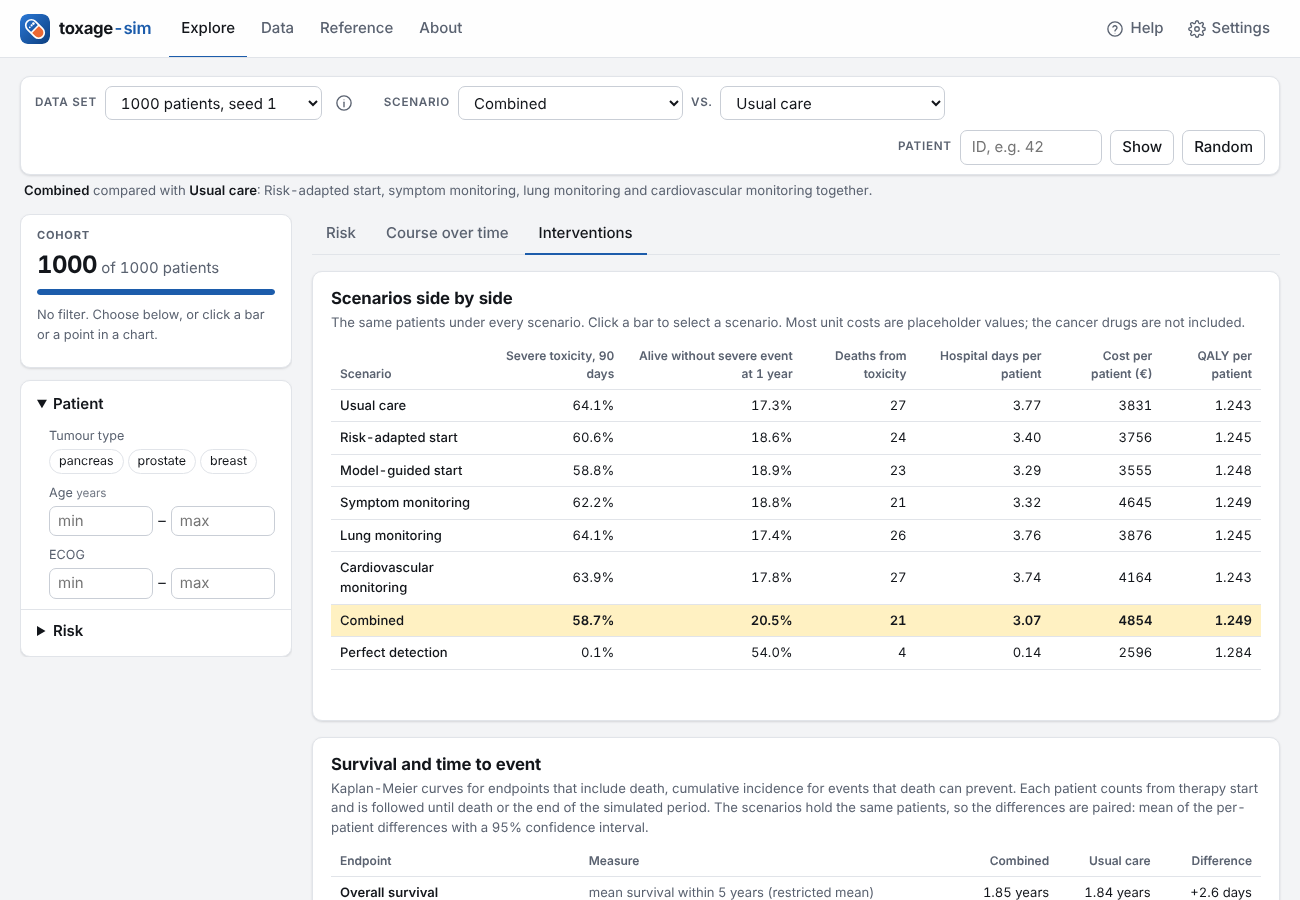 toxage-sim Explore Data Reference About Help Settings
DATA SET 1000 patients, seed 1 SCENARIO Combined VS. Usual care
PATIENT ID, e.g. 42 Show Random
Combined compared with Usual care: Risk-adapted start, symptom monitoring, lung monitoring and cardiovascular monitoring together.
COHORT
1000 of 1000 patients
No filter. Choose below, or click a bar
or a point in a chart.
Patient
Tumour type
pancreas prostate breast
Age years
min – max
ECOG
min – max
Risk
Risk Course over time Interventions
Scenarios side by side
The same patients under every scenario. Click a bar to select a scenario. Most unit costs are placeholder values; the cancer drugs are not included.
Scenario Severe toxicity, 90 days Alive without severe event at 1 year Deaths from toxicity Hospital days per patient Cost per patient (€) QALY per patient
Usual care 64.1% 17.3% 27 3.77 3831 1.243
Risk-adapted start 60.6% 18.6% 24 3.40 3756 1.245
Model-guided start 58.8% 18.9% 23 3.29 3555 1.248
Symptom monitoring 62.2% 18.8% 21 3.32 4645 1.249
Lung monitoring 64.1% 17.4% 26 3.76 3876 1.245
Cardiovascular monitoring 63.9% 17.8% 27 3.74 4164 1.243
Combined 58.7% 20.5% 21 3.07 4854 1.249
Perfect detection 0.1% 54.0% 4 0.14 2596 1.284
Survival and time to event
Kaplan-Meier curves for endpoints that include death, cumulative incidence for events that death can prevent. Each patient counts from therapy start
and is followed until death or the end of the simulated period. The scenarios hold the same patients, so the differences are paired: mean of the per-
patient differences with a 95% confidence interval.
Endpoint Measure Combined Usual care Difference
Overall survival mean survival within 5 years (restricted mean) 1.85 years 1.84 years +2.6 days